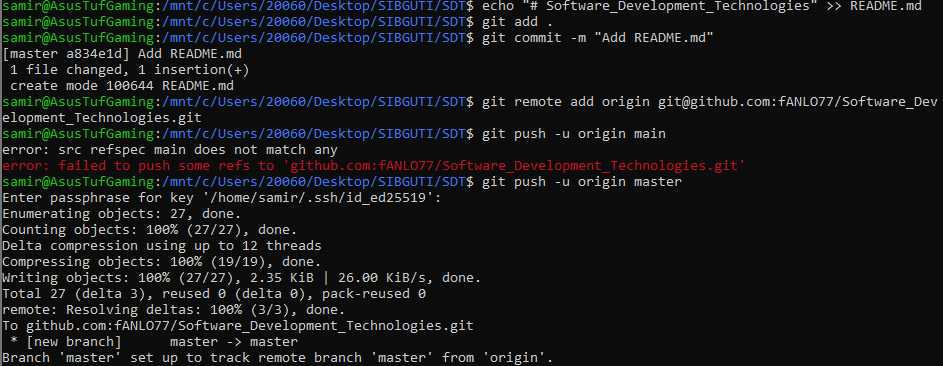 samir@AsusTufGaming:/mnt/c/Users/20060/Desktop/SIBGUTI/SDT$ echo "# Software_Development_Technologies" >> README.md
samir@AsusTufGaming:/mnt/c/Users/20060/Desktop/SIBGUTI/SDT$ git add .
samir@AsusTufGaming:/mnt/c/Users/20060/Desktop/SIBGUTI/SDT$ git commit -m "Add README.md"
[master a834e1d] Add README.md
 1 file changed, 1 insertion(+)
 create mode 100644 README.md
samir@AsusTufGaming:/mnt/c/Users/20060/Desktop/SIBGUTI/SDT$ git remote add origin git@github.com:fANLO77/Software_Dev
elopment_Technologies.git
samir@AsusTufGaming:/mnt/c/Users/20060/Desktop/SIBGUTI/SDT$ git push -u origin main
error: src refspec main does not match any
error: failed to push some refs to 'github.com:fANLO77/Software_Development_Technologies.git'
samir@AsusTufGaming:/mnt/c/Users/20060/Desktop/SIBGUTI/SDT$ git push -u origin master
Enter passphrase for key '/home/samir/.ssh/id_ed25519':
Enumerating objects: 27, done.
Counting objects: 100% (27/27), done.
Delta compression using up to 12 threads
Compressing objects: 100% (19/19), done.
Writing objects: 100% (27/27), 2.35 KiB | 26.00 KiB/s, done.
Total 27 (delta 3), reused 0 (delta 0), pack-reused 0
remote: Resolving deltas: 100% (3/3), done.
To github.com:fANLO77/Software_Development_Technologies.git
 * [new branch]      master -> master
Branch 'master' set up to track remote branch 'master' from 'origin'.